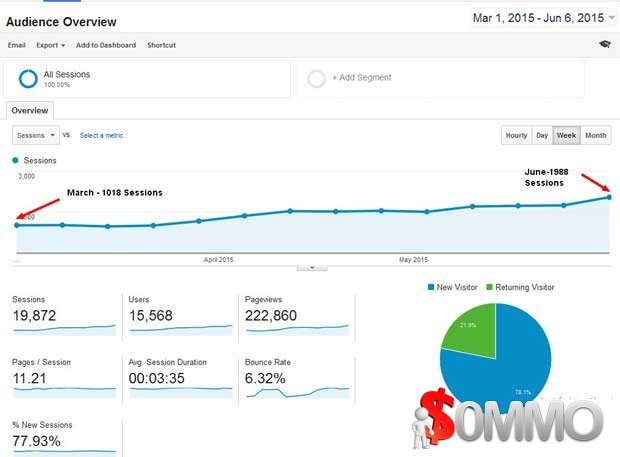 Audience Overview
Mar 1, 2015 - Jun 6, 2015
Email Export Add to Dashboard Shortcut
All Sessions
100.00%
+ Add Segment
Overview
Sessions vs. Select a metric
Hourly Day Week Month
Sessions
3,000
March - 1018 Sessions
June-1988
Sessions
...
April 2015
May 2015
New Visitor Returning Visitor
Sessions
19,872
Users
15,568
Pageviews
222,860
21.9%
78.1%
Pages / Session
11.21
Avg. Session Duration
00:03:35
Bounce Rate
6.32%
% New Sessions
77.93%
$OMMO